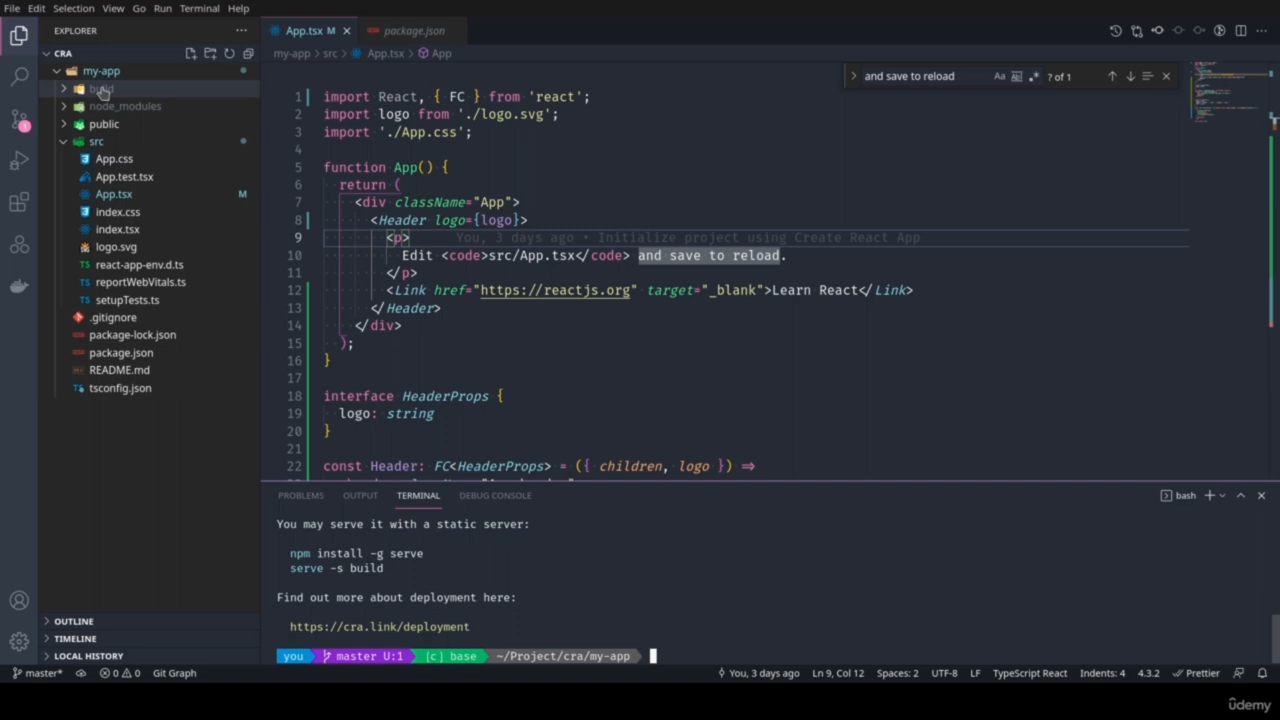 File Edit Selection View Go Run Terminal Help
EXPLORER
App.tsx M
package.json
CRA
my-app > src > App.tsx > App
and save to reload
Aa
Ab
.*
? of 1
my-app
build
node_modules
public
src
App.css
App.test.tsx
App.tsx M
index.css
index.tsx
logo.svg
TS react-app-env.d.ts
TS reportWebVitals.ts
TS setupTests.ts
.gitignore
package-lock.json
package.json
README.md
tsconfig.json
1 import React, { FC } from 'react';
2 import logo from './logo.svg';
3 import './App.css';
4
5 function App() {
6 return (
7 <div className="App">
8 <Header logo={logo}>
9 <p> You, 3 days ago • Initialize project using Create React App
10 Edit <code>src/App.tsx</code> and save to reload.
11 </p>
12 <Link href="https://reactjs.org" target="_blank">Learn React</Link>
13 </Header>
14 </div>
15 );
16 }
17
18 interface HeaderProps {
19 logo: string
20 }
21
22 const Header: FC<HeaderProps> = ({ children, logo }) =>
PROBLEMS OUTPUT TERMINAL DEBUG CONSOLE
bash
You may serve it with a static server:
npm install -g serve
serve -s build
Find out more about deployment here:
https://cra.link/deployment
you master U:1 [c] base ~/Project/cra/my-app
OUTLINE
TIMELINE
LOCAL HISTORY
master* 0 0 Git Graph You, 3 days ago Ln 9, Col 12 Spaces: 2 UTF-8 LF TypeScript React Indents: 4 4.3.2 Prettier
ûdemy